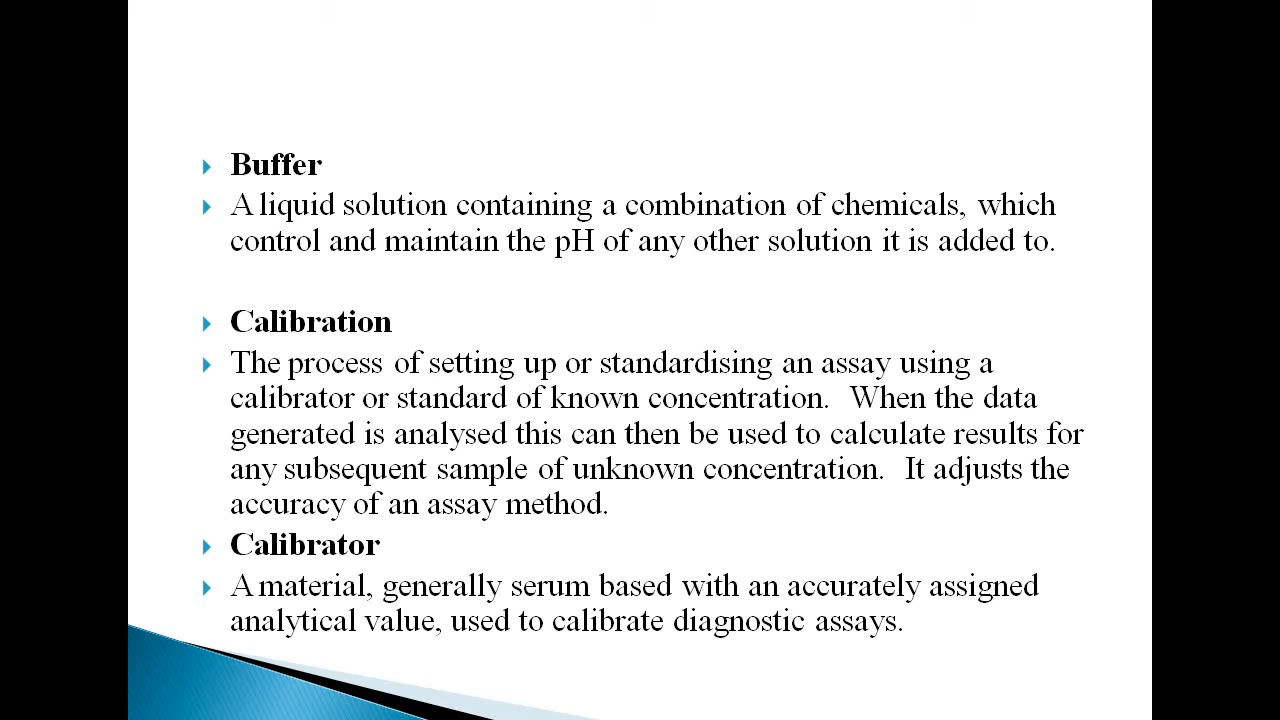 Buffer
A liquid solution containing a combination of chemicals, which
control and maintain the pH of any other solution it is added to.
Calibration
The process of setting up or standardising an assay using a
calibrator or standard of known concentration.  When the data
generated is analysed this can then be used to calculate results for
any subsequent sample of unknown concentration.  It adjusts the
accuracy of an assay method.
Calibrator
A material, generally serum based with an accurately assigned
analytical value, used to calibrate diagnostic assays.